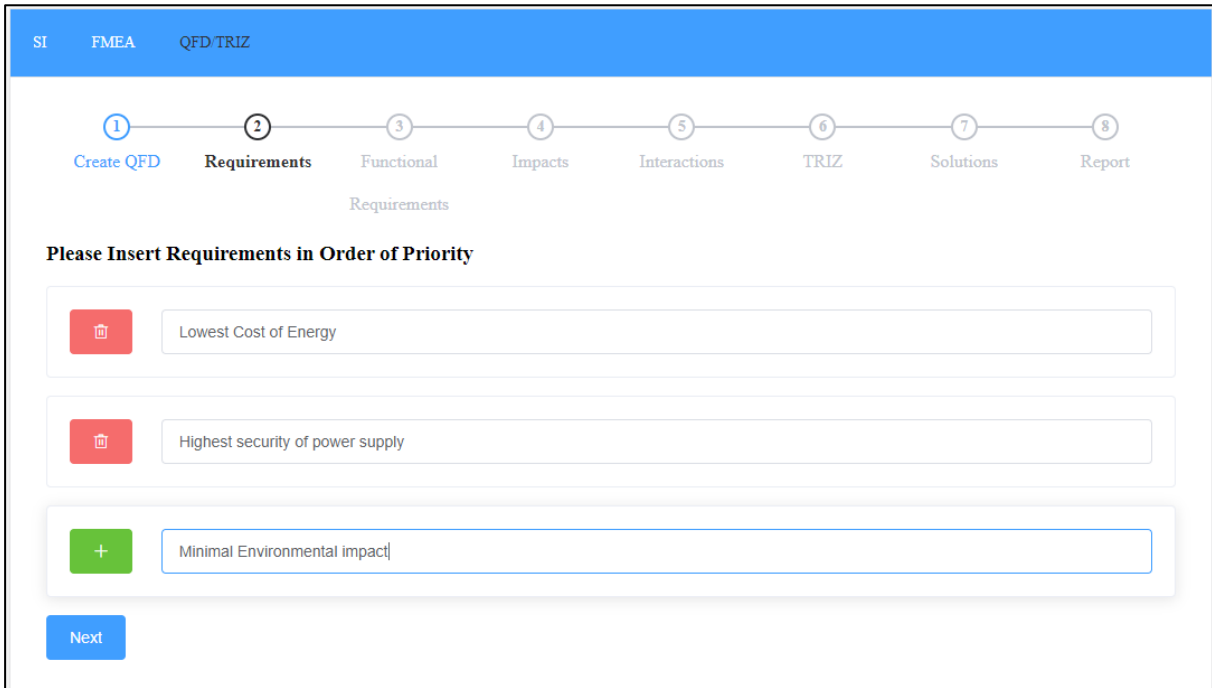 SI FMEA QFD/TRIZ
1 2 3 4 5 6 7 8
Create QFD Requirements Functional Impacts Interactions TRIZ Solutions Report
Requirements
Please Insert Requirements in Order of Priority
Lowest Cost of Energy
Highest security of power supply
+ Minimal Environmental impact
Next